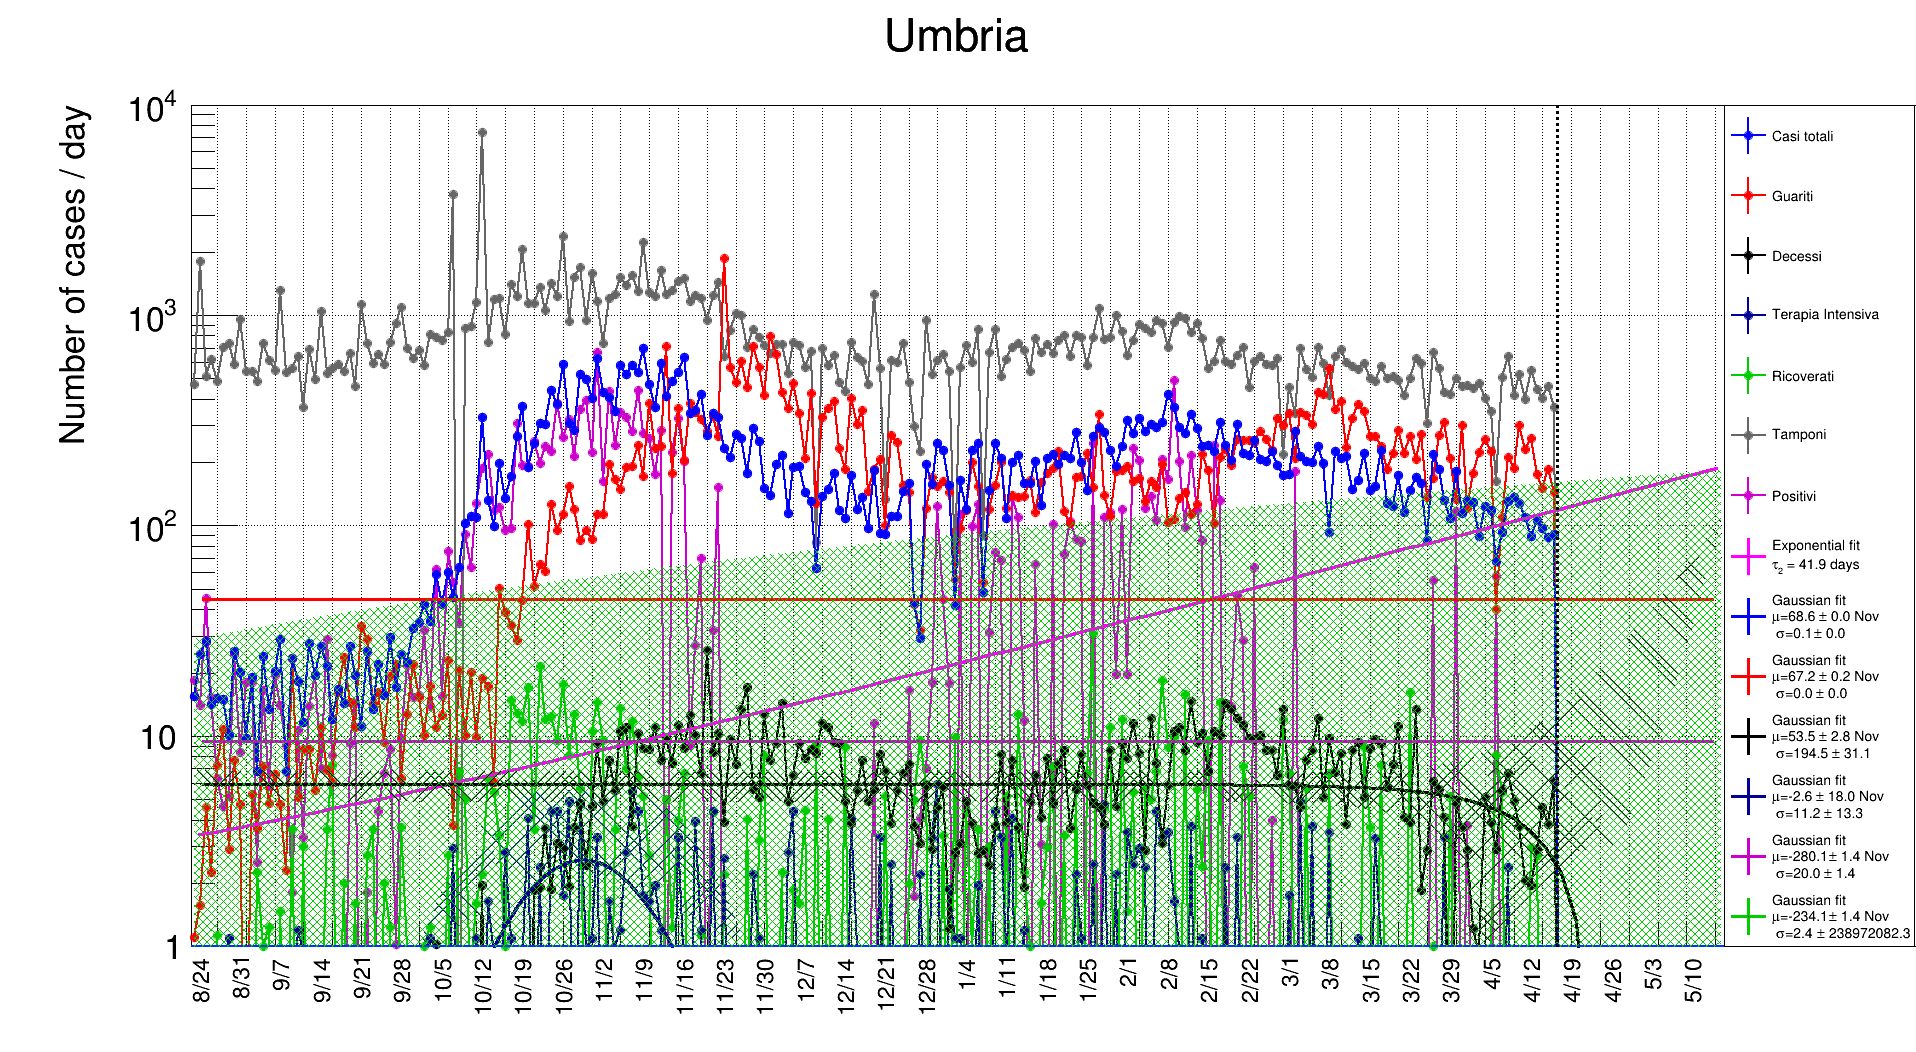 Umbria
Number of cases / day
10^4
10^3
10^2
10
1
8/24
8/31
9/7
9/14
9/21
9/28
10/5
10/12
10/19
10/26
11/2
11/9
11/16
11/23
11/30
12/7
12/14
12/21
12/28
1/4
1/11
1/18
1/25
2/1
2/8
2/15
2/22
3/1
3/8
3/15
3/22
3/29
4/5
4/12
4/19
4/26
5/3
5/10
Casi totali
Guariti
Decessi
Terapia Intensiva
Ricoverati
Tamponi
Positivi
Exponential fit
τ₂ = 41.9 days
Gaussian fit
μ=68.6 ± 0.0 Nov
σ=0.1 ± 0.0
Gaussian fit
μ=67.2 ± 0.2 Nov
σ=0.0 ± 0.0
Gaussian fit
μ=53.5 ± 2.8 Nov
σ=194.5 ± 31.1
Gaussian fit
μ=-2.6 ± 18.0 Nov
σ=11.2 ± 13.3
Gaussian fit
μ=-280.1 ± 1.4 Nov
σ=20.0 ± 1.4
Gaussian fit
μ=-234.1 ± 1.4 Nov
σ=2.4 ± 238972082.3